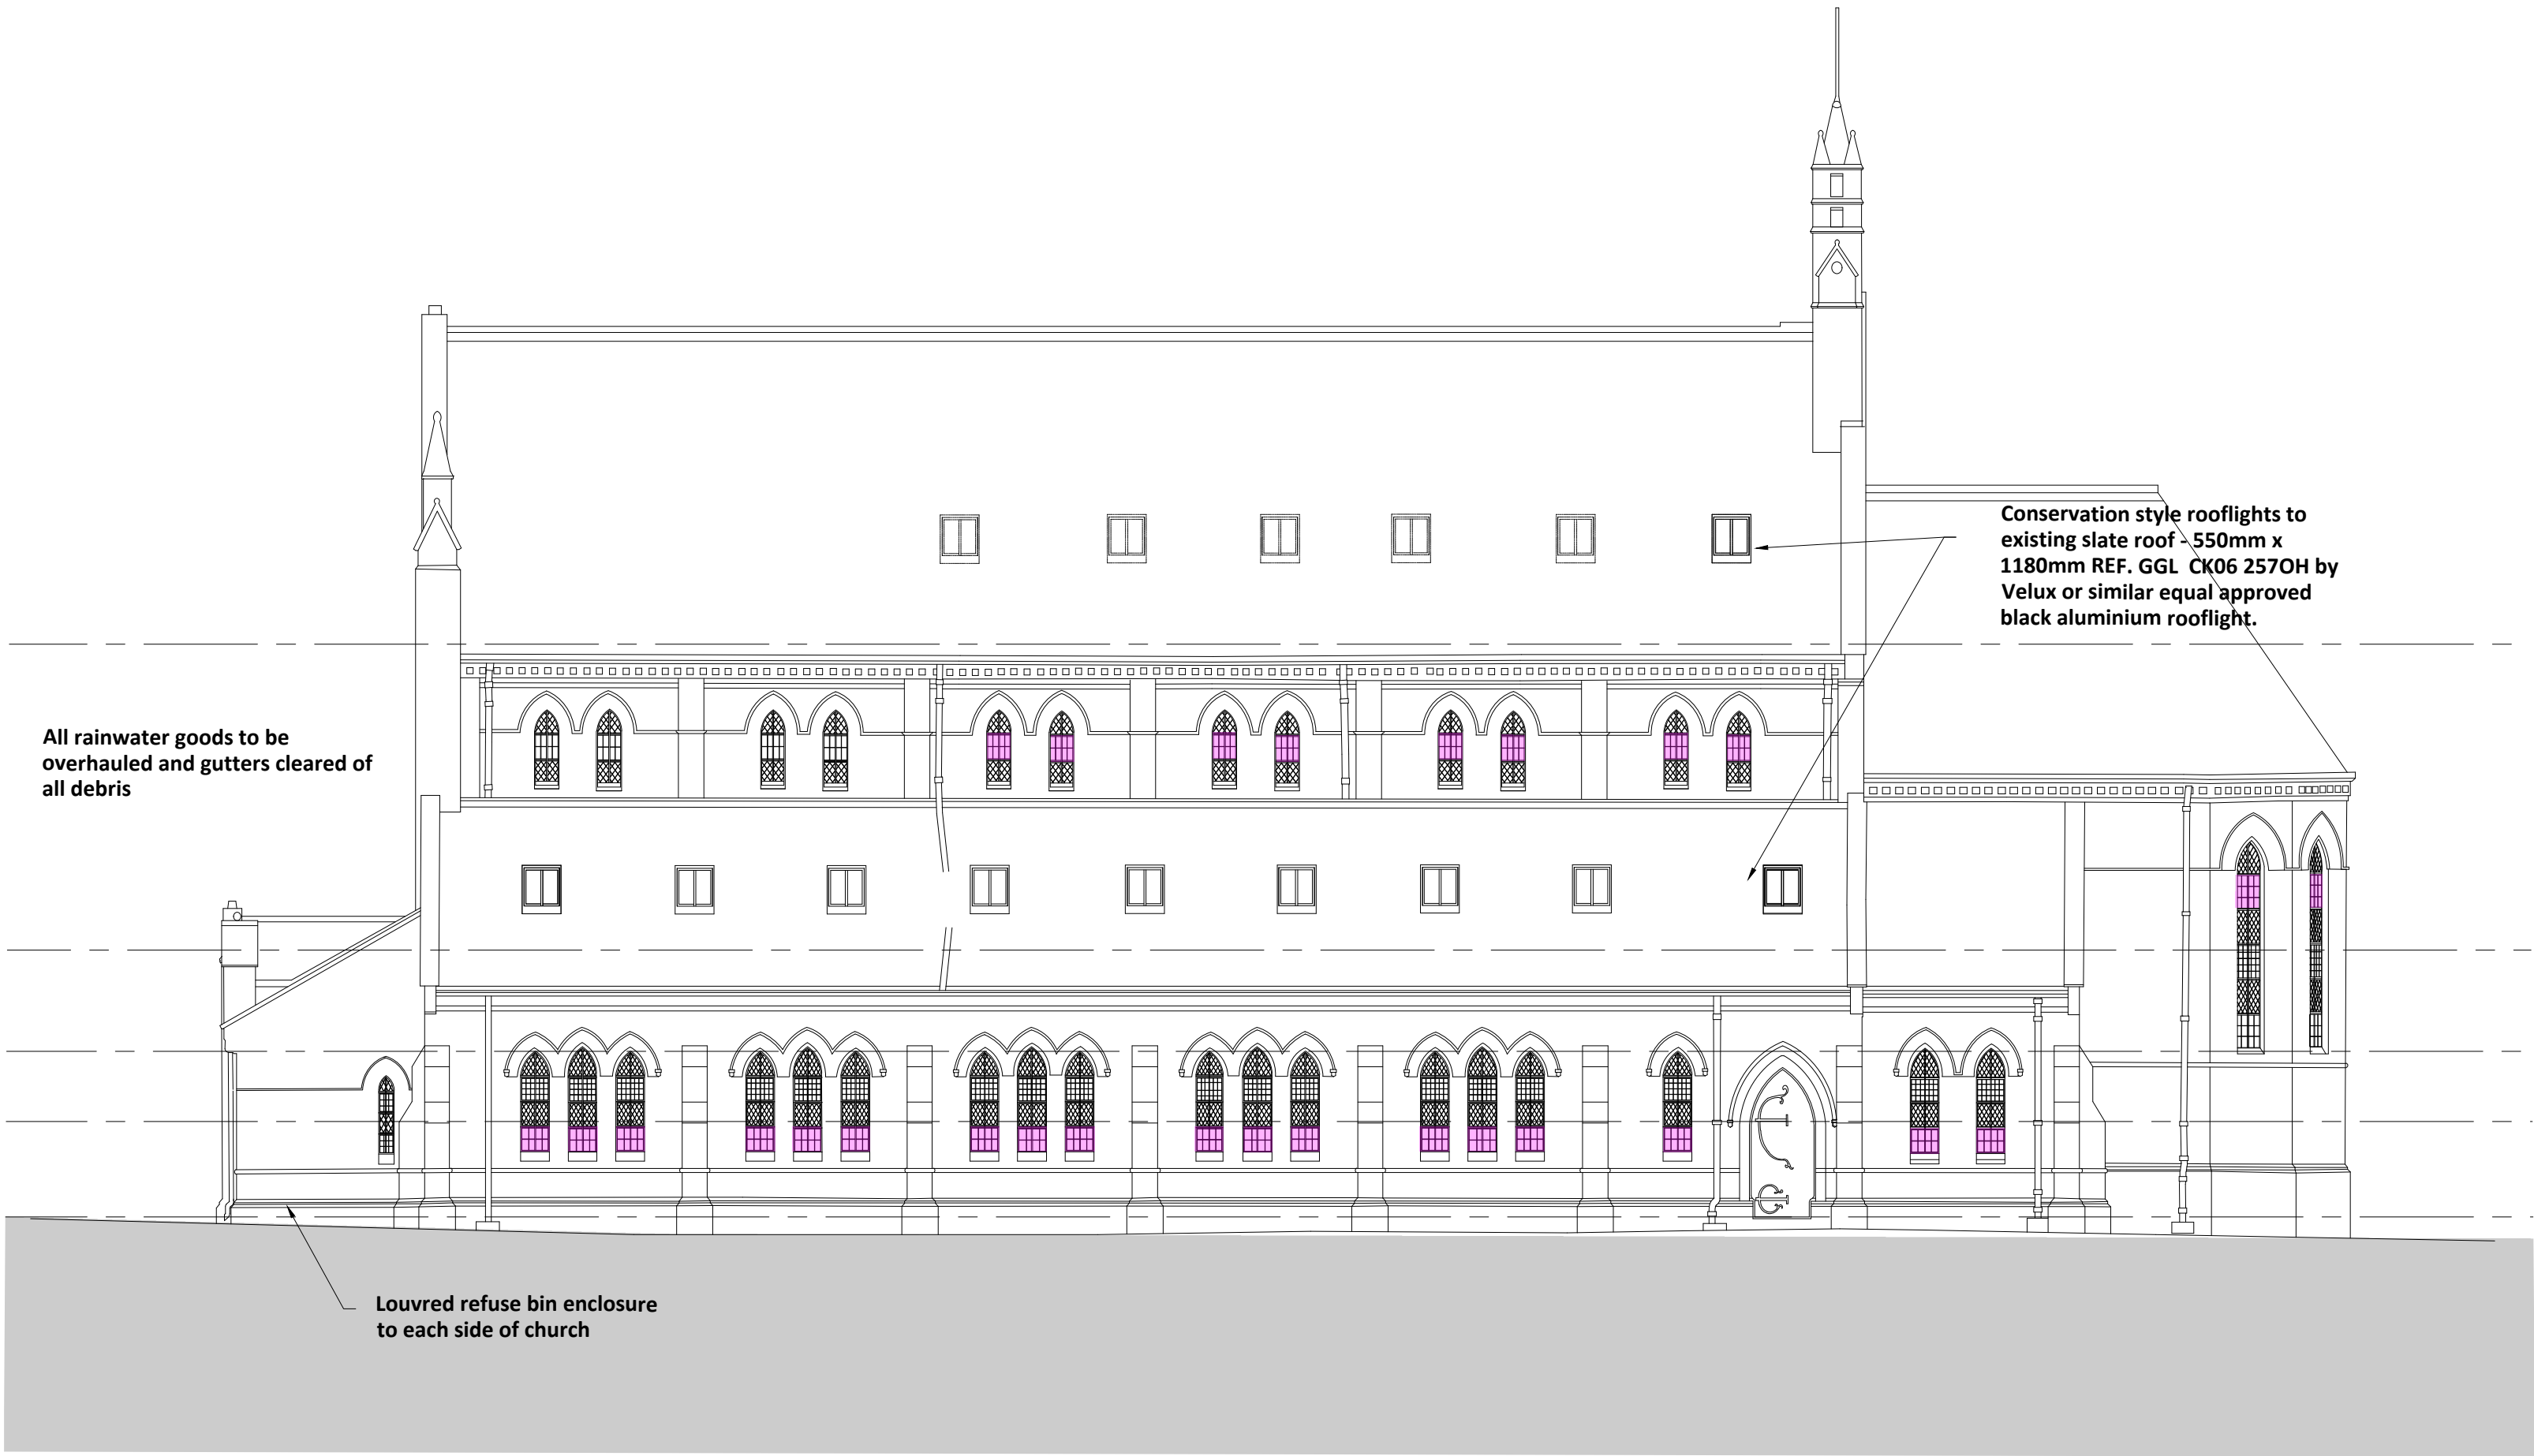 Conservation style rooflights to
existing slate roof - 550mm x
1180mm REF. GGL  CK06 257OH by
Velux or similar equal approved
black aluminium rooflight.
All rainwater goods to be
overhauled and gutters cleared of
all debris
Louvred refuse bin enclosure
to each side of church